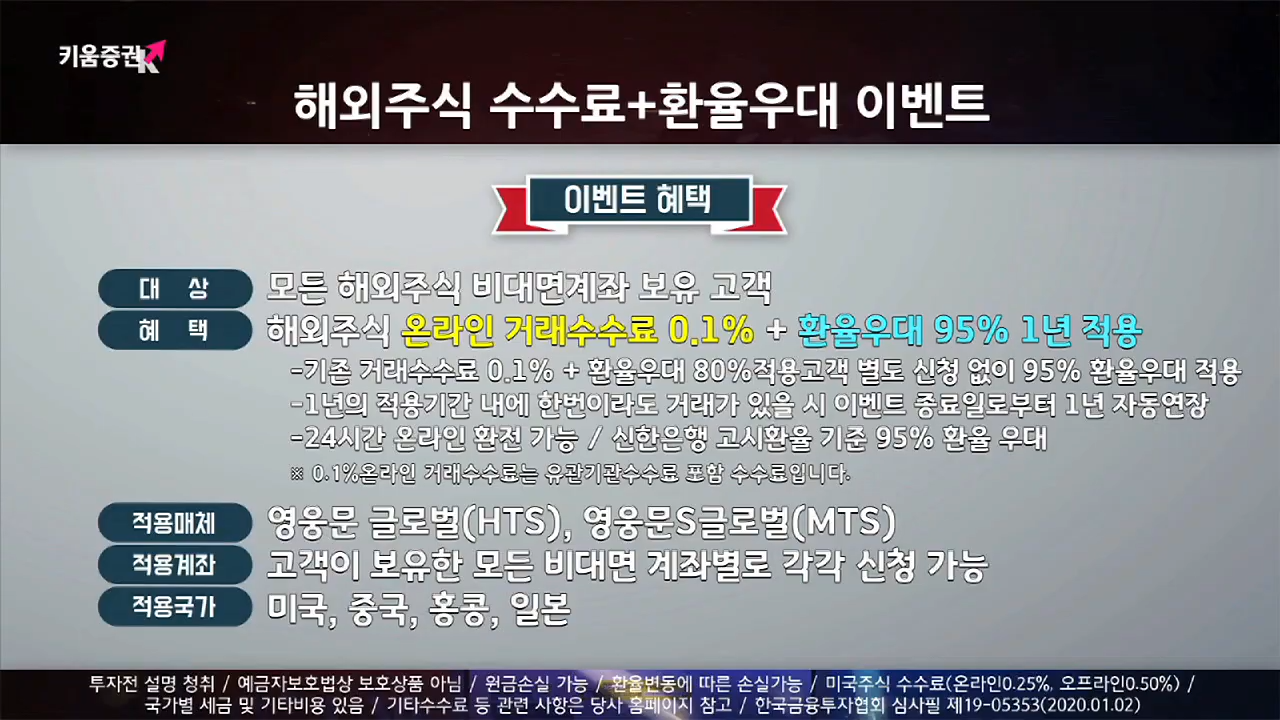 키움증권
해외주식 수수료+환율우대 이벤트
이벤트 혜택
대 상 모든 해외주식 비대면계좌 보유 고객
혜 택 해외주식 온라인 거래수수료 0.1% + 환율우대 95% 1년 적용
-기존 거래수수료 0.1% + 환율우대 80%적용고객 별도 신청 없이 95% 환율우대 적용
-1년의 적용기간 내에 한번이라도 거래가 있을 시 이벤트 종료일로부터 1년 자동연장
-24시간 온라인 환전 가능 / 신한은행 고시환율 기준 95% 환율 우대
※ 0.1%온라인 거래수수료는 유관기관수수료 포함 수수료입니다.
적용매체 영웅문 글로벌(HTS), 영웅문S글로벌(MTS)
적용계좌 고객이 보유한 모든 비대면 계좌별로 각각 신청 가능
적용국가 미국, 중국, 홍콩, 일본
투자전 설명 청취 / 예금자보호법상 보호상품 아님 / 원금손실 가능 / 환율변동에 따른 손실가능 / 미국주식 수수료(온라인0.25%, 오프라인0.50%) /
국가별 세금 및 기타비용 있음 / 기타수수료 등 관련 사항은 당사 홈페이지 참고 / 한국금융투자협회 심사필 제19-05353(2020.01.02)